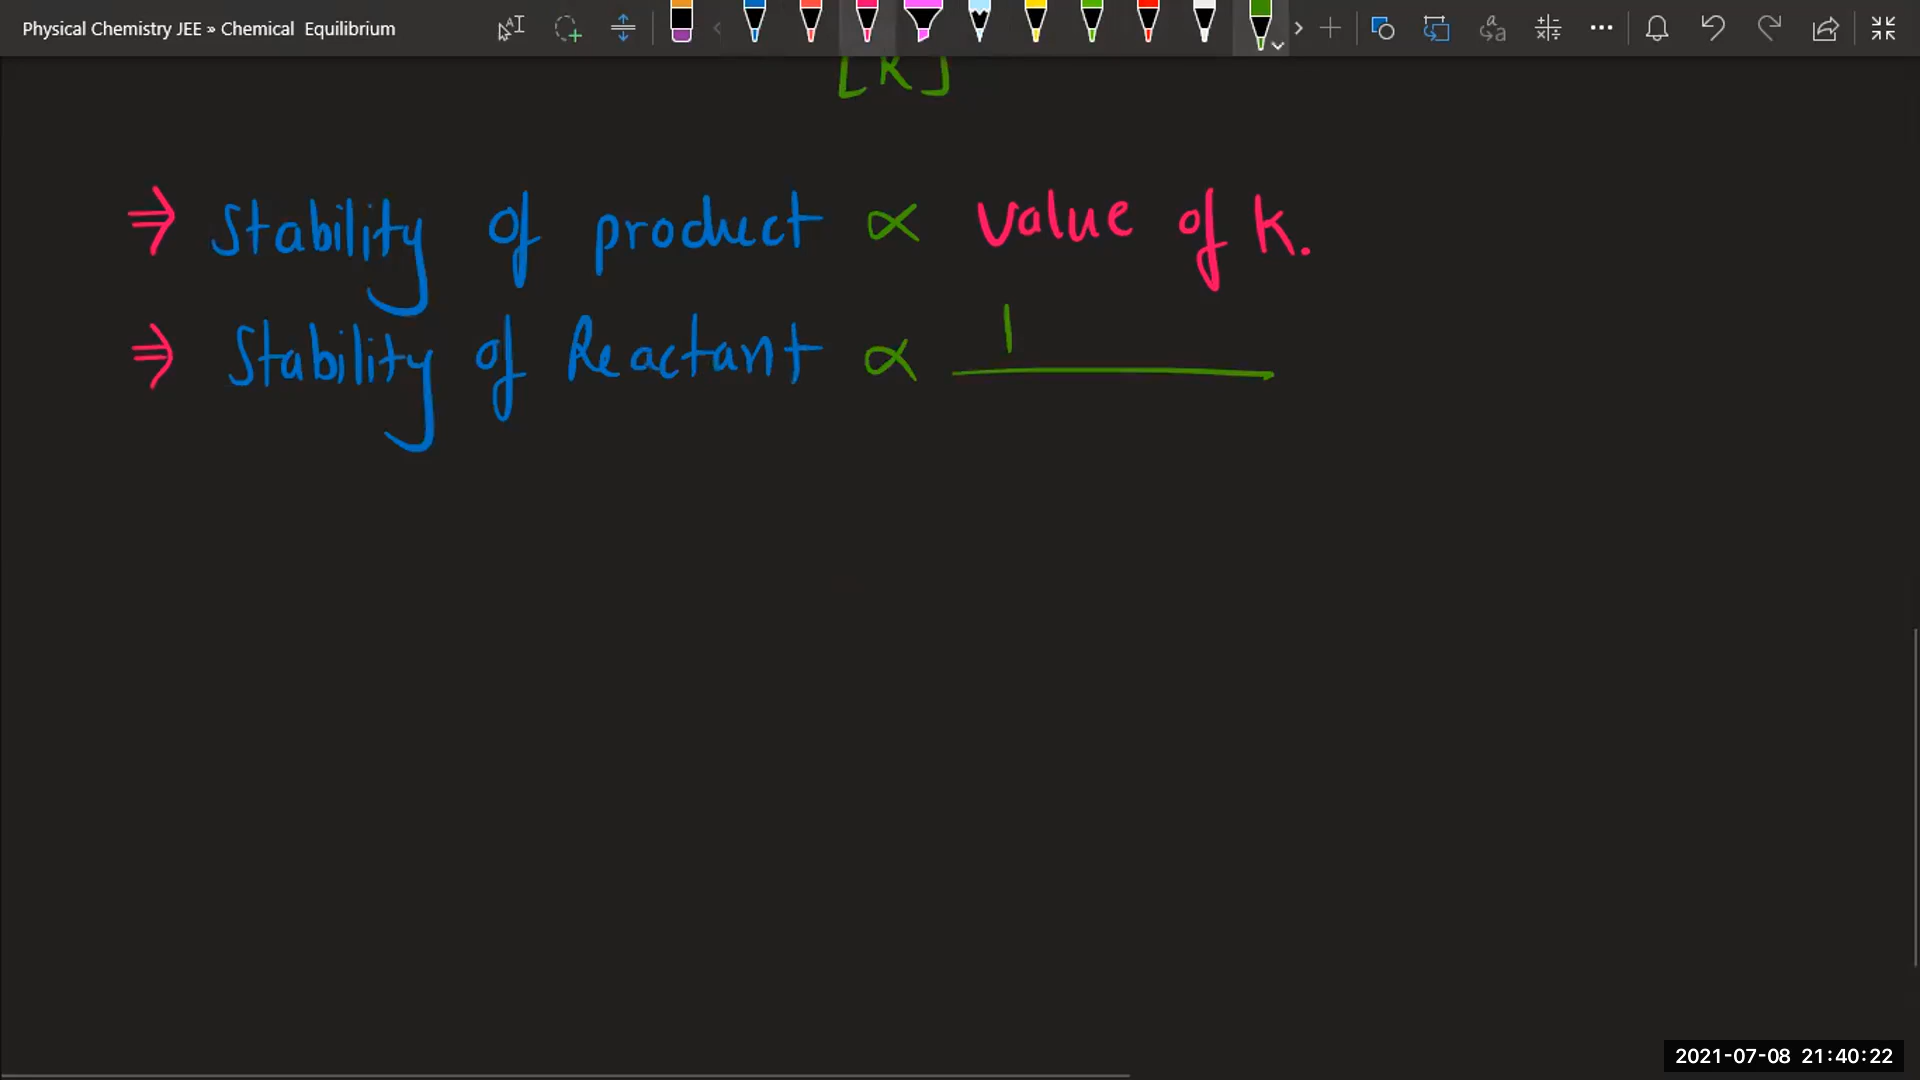 Physical Chemistry JEE » Chemical Equilibrium
[R]
⇒ Stability of product ∝ value of k.
⇒ Stability of Reactant ∝ 1
2021-07-08 21:40:22